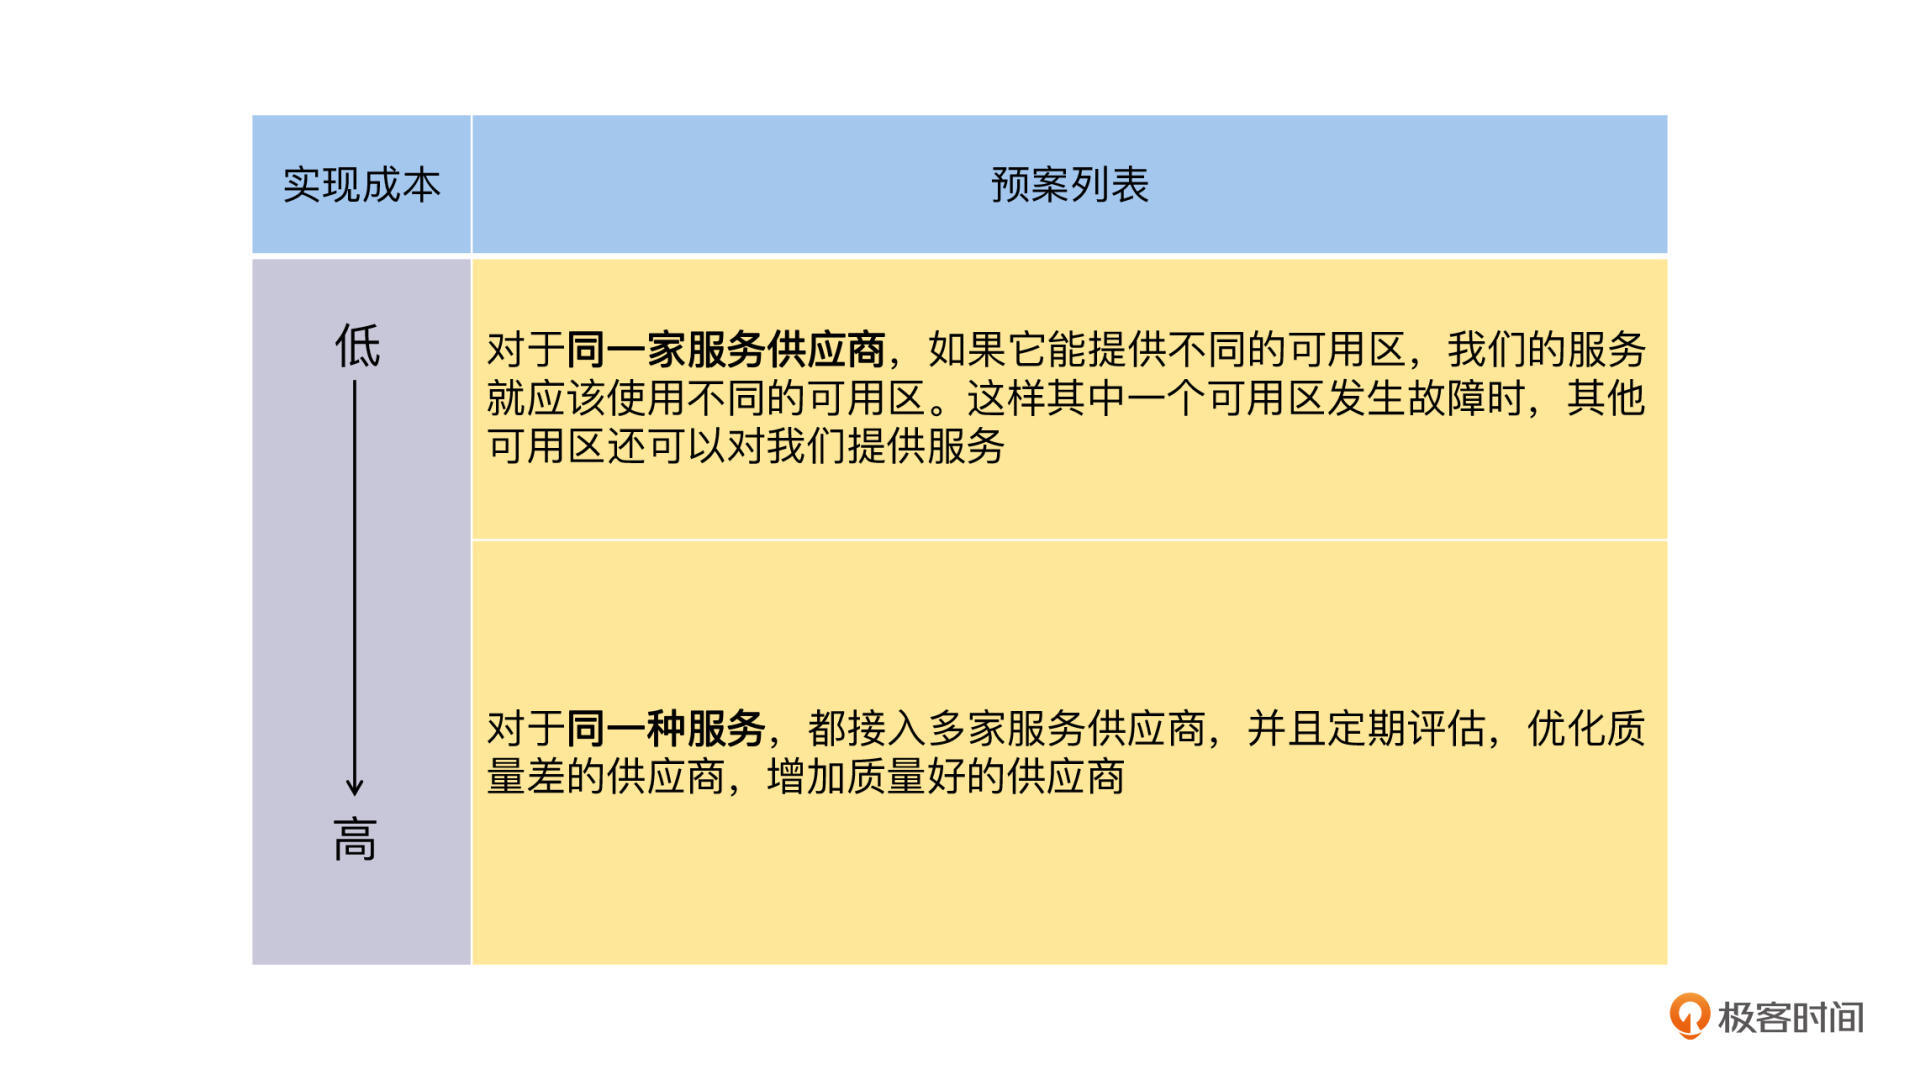 实现成本
预案列表
低
高
对于同一家服务供应商，如果它能提供不同的可用区，我们的服务
就应该使用不同的可用区。这样其中一个可用区发生故障时，其他
可用区还可以对我们提供服务
对于同一种服务，都接入多家服务供应商，并且定期评估，优化质
量差的供应商，增加质量好的供应商
极客时间